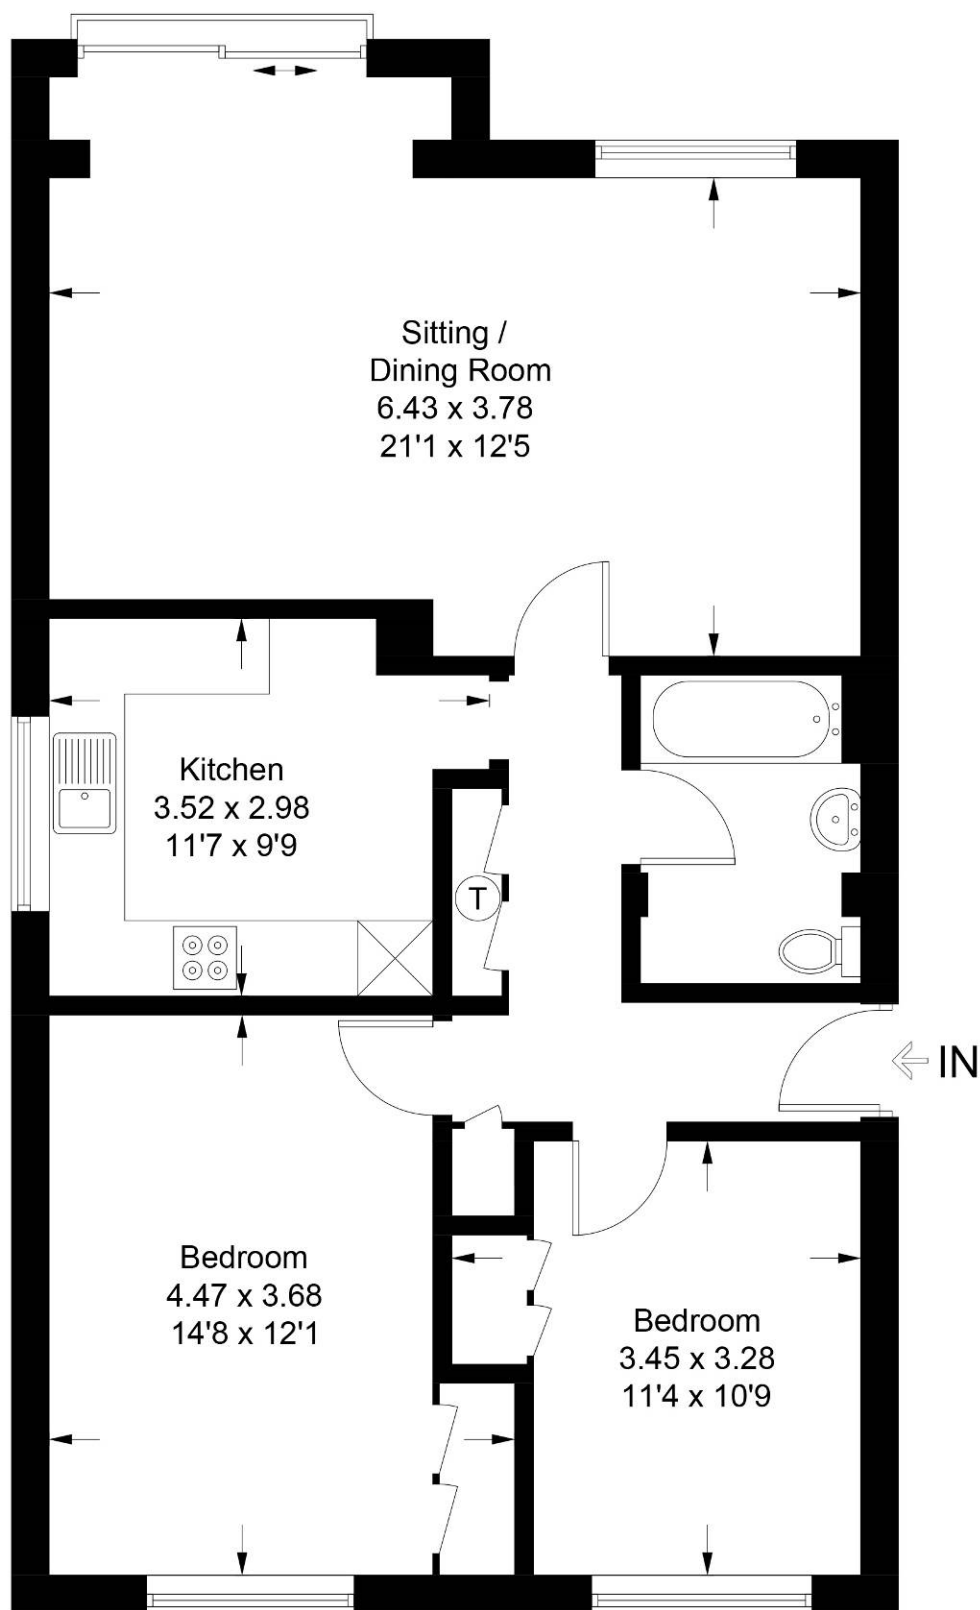 Sitting /
Dining Room
6.43 x 3.78
21'1 x 12'5
Kitchen
3.52 x 2.98
11'7 x 9'9
T
IN
Bedroom
4.47 x 3.68
14'8 x 12'1
Bedroom
3.45 x 3.28
11'4 x 10'9